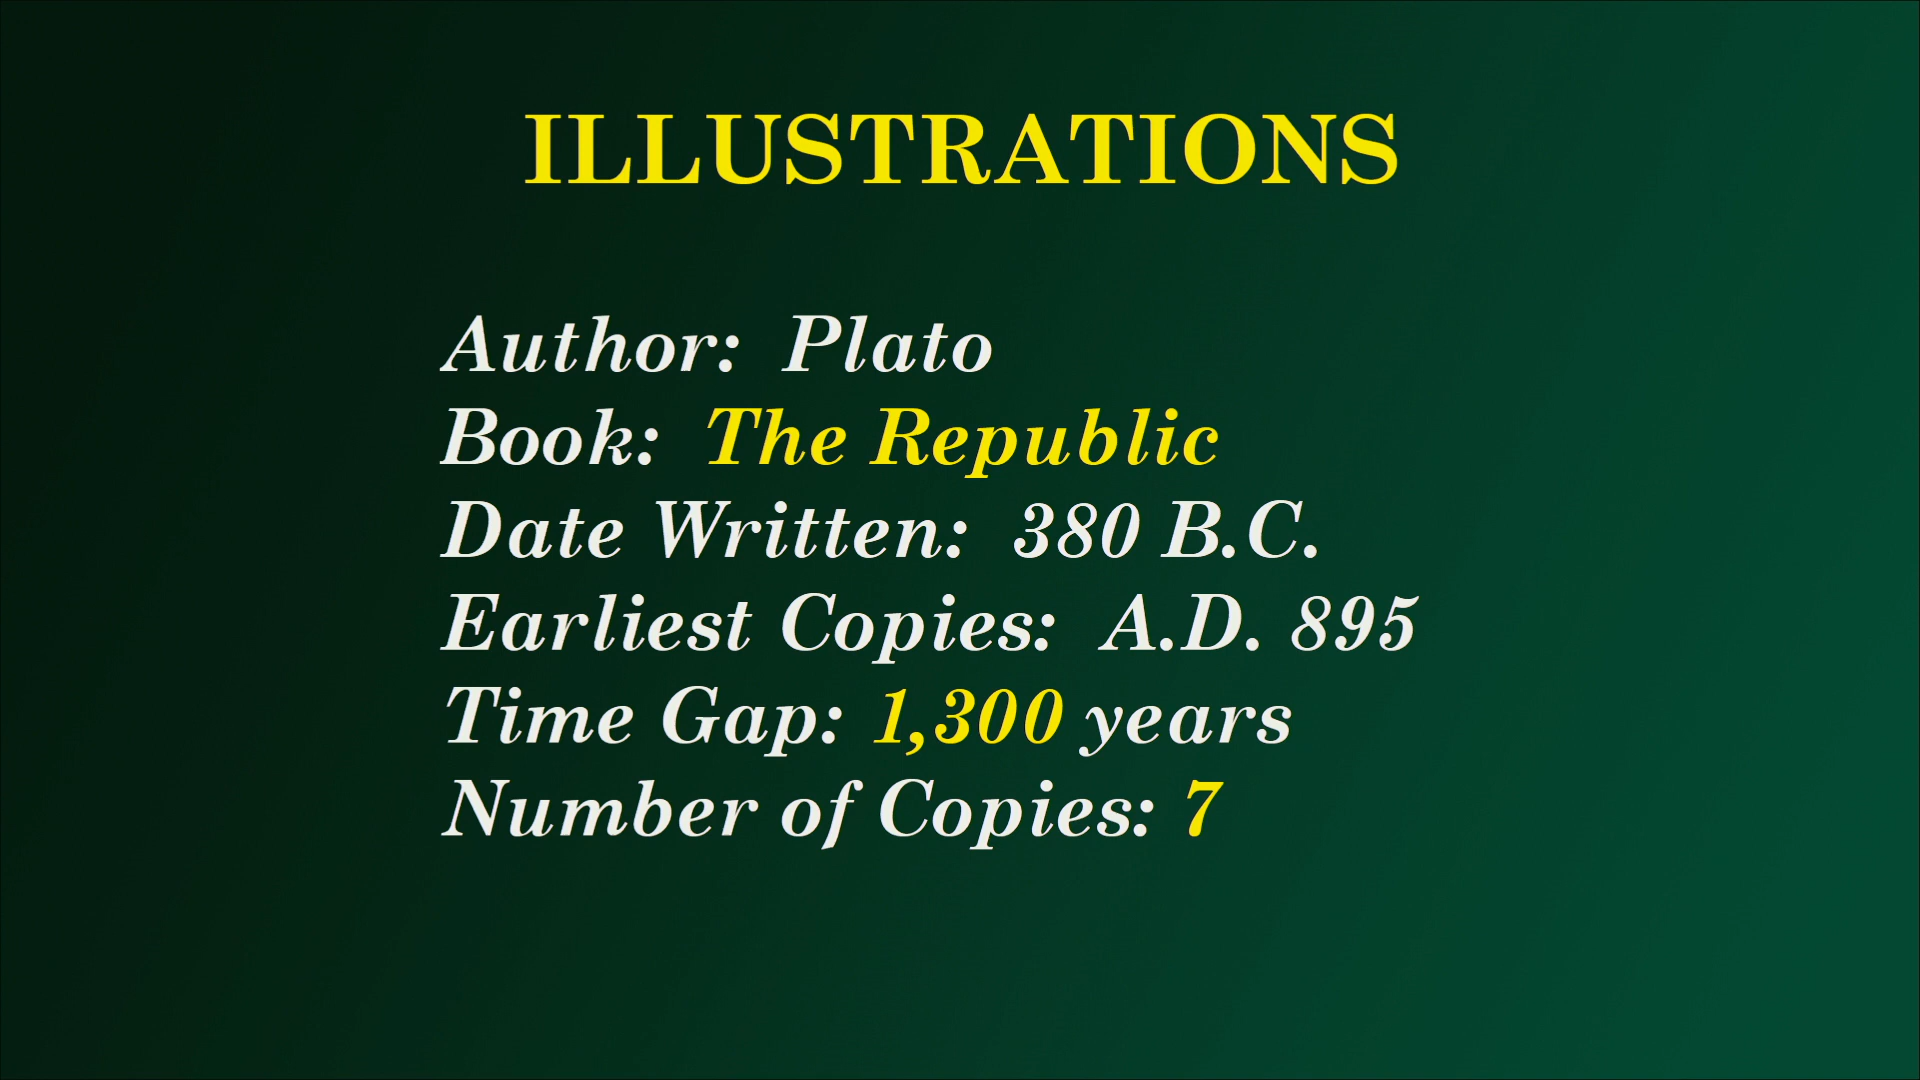 ILLUSTRATIONS
Author: Plato
Book: The Republic
Date Written: 380 B.C.
Earliest Copies: A.D. 895
Time Gap: 1,300 years
Number of Copies: 7